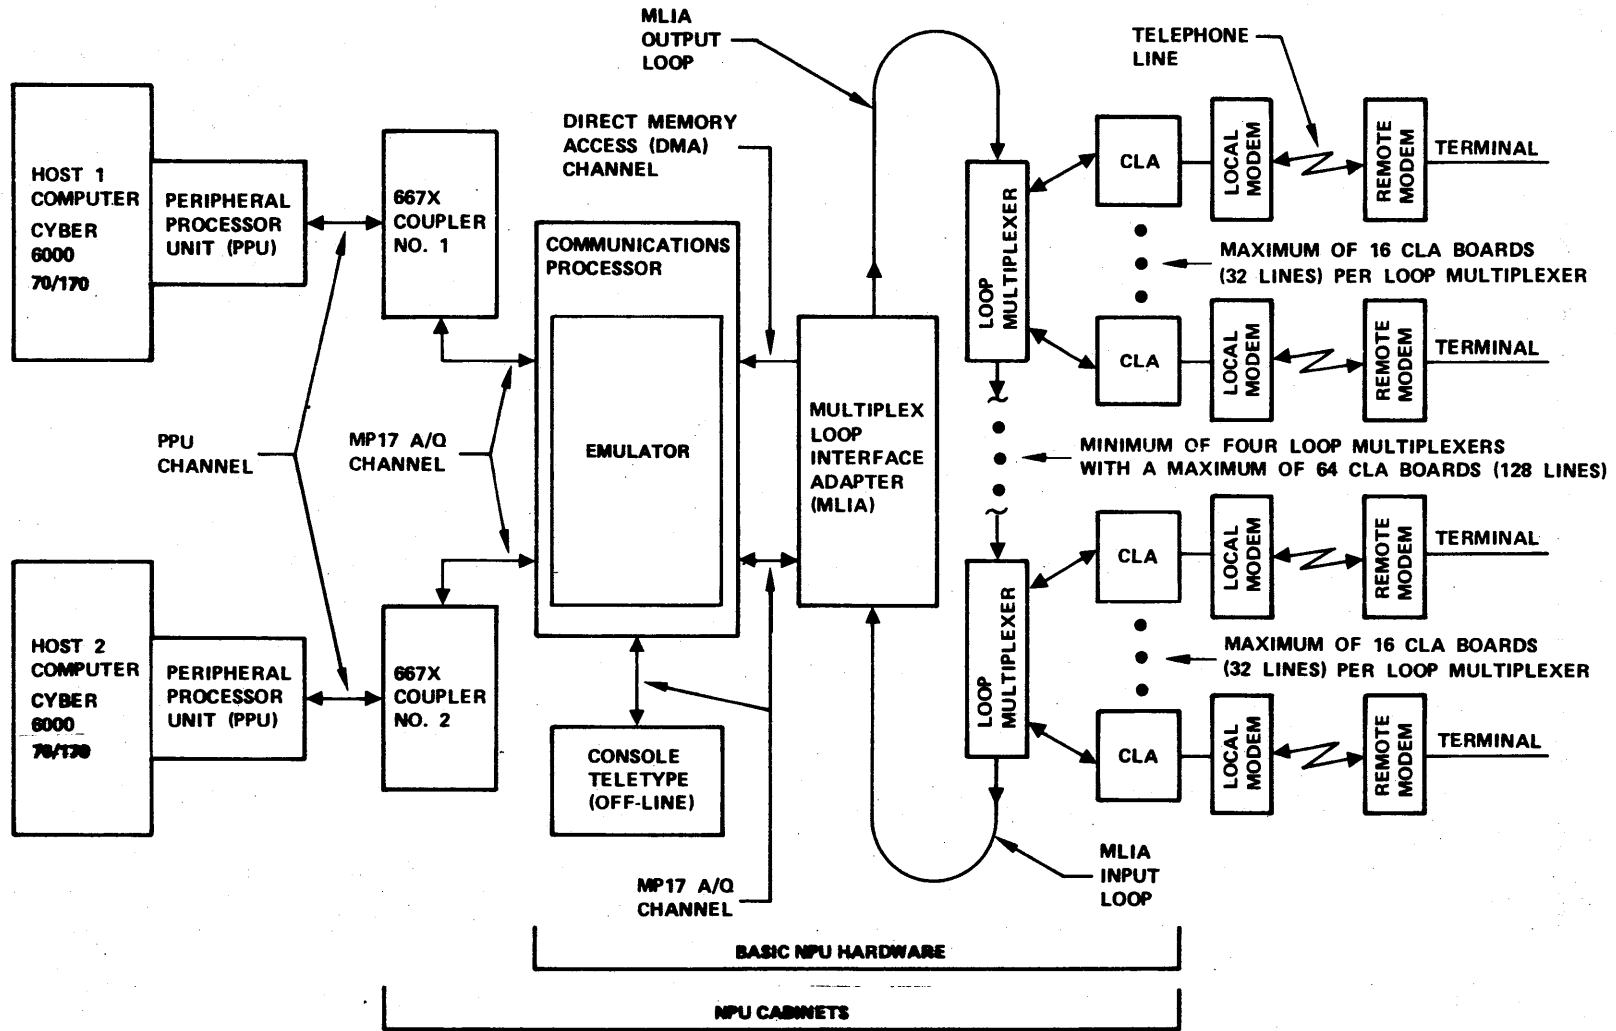 MLIA
OUTPUT
LOOP
TELEPHONE
LINE
DIRECT MEMORY
ACCESS (DMA)
CHANNEL
HOST 1
COMPUTER
CYBER
6000
70/170
PERIPHERAL
PROCESSOR
UNIT (PPU)
667X
COUPLER
NO. 1
COMMUNICATIONS
PROCESSOR
EMULATOR
PPU
CHANNEL
MP17 A/Q
CHANNEL
MULTIPLEX
LOOP
INTERFACE
ADAPTER
(MLIA)
LOOP
MULTIPLEXER
CLA
LOCAL
MODEM
REMOTE
MODEM
TERMINAL
MAXIMUM OF 16 CLA BOARDS
(32 LINES) PER LOOP MULTIPLEXER
CLA
LOCAL
MODEM
REMOTE
MODEM
TERMINAL
MINIMUM OF FOUR LOOP MULTIPLEXERS
WITH A MAXIMUM OF 64 CLA BOARDS (128 LINES)
HOST 2
COMPUTER
CYBER
6000
70/170
PERIPHERAL
PROCESSOR
UNIT (PPU)
667X
COUPLER
NO. 2
CONSOLE
TELETYPE
(OFF-LINE)
MP17 A/Q
CHANNEL
LOOP
MULTIPLEXER
CLA
LOCAL
MODEM
REMOTE
MODEM
TERMINAL
MAXIMUM OF 16 CLA BOARDS
(32 LINES) PER LOOP MULTIPLEXER
CLA
LOCAL
MODEM
REMOTE
MODEM
TERMINAL
MLIA
INPUT
LOOP
BASIC NPU HARDWARE
NPU CABINETS